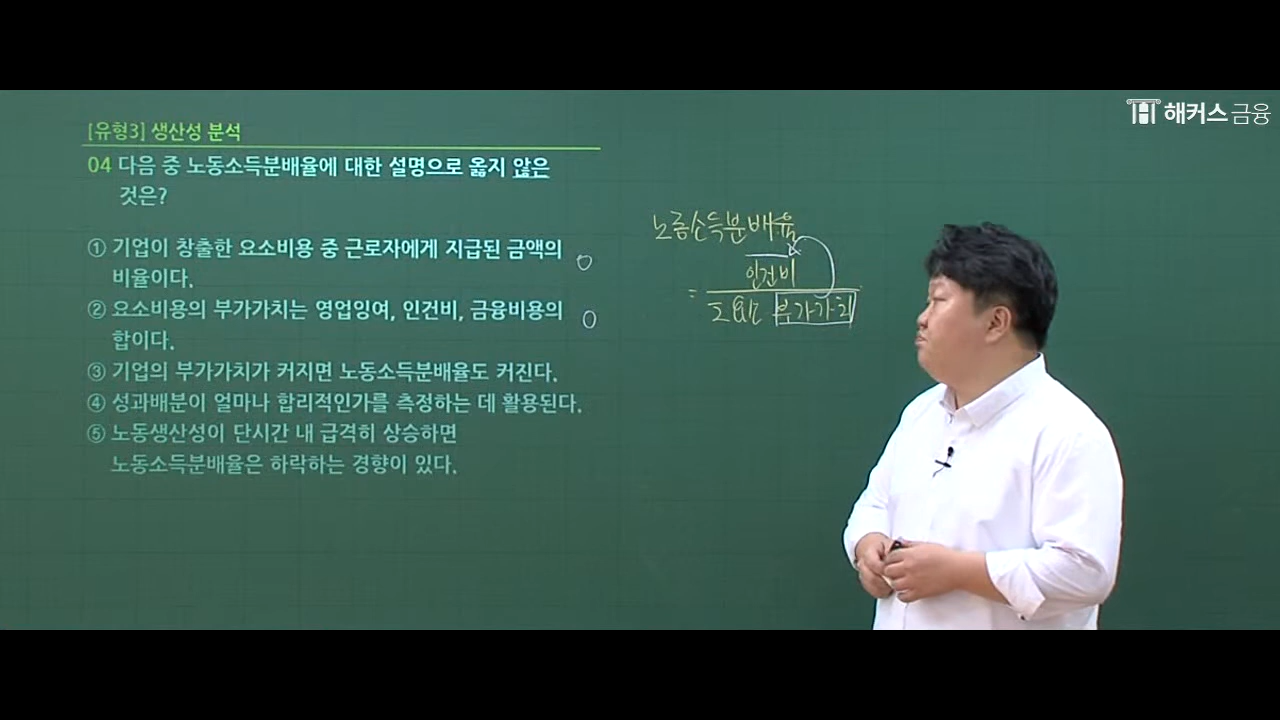 해커스금융
[유형3] 생산성 분석
04 다음 중 노동소득분배율에 대한 설명으로 옳지 않은
것은?
① 기업이 창출한 요소비용 중 근로자에게 지급된 금액의
비율이다.
② 요소비용의 부가가치는 영업잉여, 인건비, 금융비용의
합이다.
③ 기업의 부가가치가 커지면 노동소득분배율도 커진다.
④ 성과배분이 얼마나 합리적인가를 측정하는 데 활용된다.
⑤ 노동생산성이 단시간 내 급격히 상승하면
노동소득분배율은 하락하는 경향이 있다.
노동소득분배율
인건비
=
부가가치